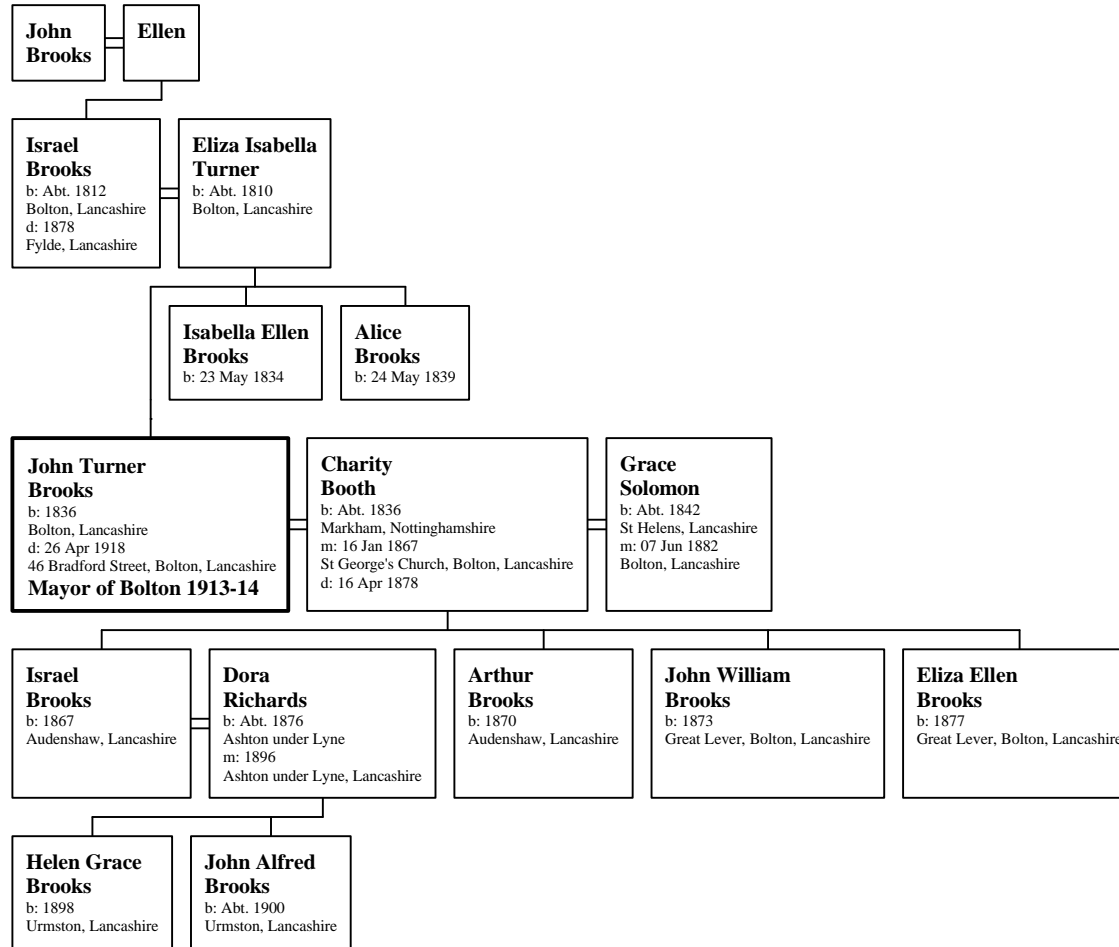 John
Brooks
Ellen
Israel
Brooks
b: Abt. 1812
Bolton, Lancashire
d: 1878
Fylde, Lancashire
Eliza Isabella
Turner
b: Abt. 1810
Bolton, Lancashire
Isabella Ellen
Brooks
b: 23 May 1834
Alice
Brooks
b: 24 May 1839
John Turner
Brooks
b: 1836
Bolton, Lancashire
d: 26 Apr 1918
46 Bradford Street, Bolton, Lancashire
Mayor of Bolton 1913-14
Charity
Booth
b: Abt. 1836
Markham, Nottinghamshire
m: 16 Jan 1867
St George's Church, Bolton, Lancashire
d: 16 Apr 1878
Grace
Solomon
b: Abt. 1842
St Helens, Lancashire
m: 07 Jun 1882
Bolton, Lancashire
Israel
Brooks
b: 1867
Audenshaw, Lancashire
Dora
Richards
b: Abt. 1876
Ashton under Lyne
m: 1896
Ashton under Lyne, Lancashire
Arthur
Brooks
b: 1870
Audenshaw, Lancashire
John William
Brooks
b: 1873
Great Lever, Bolton, Lancashire
Eliza Ellen
Brooks
b: 1877
Great Lever, Bolton, Lancashire
Helen Grace
Brooks
b: 1898
Urmston, Lancashire
John Alfred
Brooks
b: Abt. 1900
Urmston, Lancashire